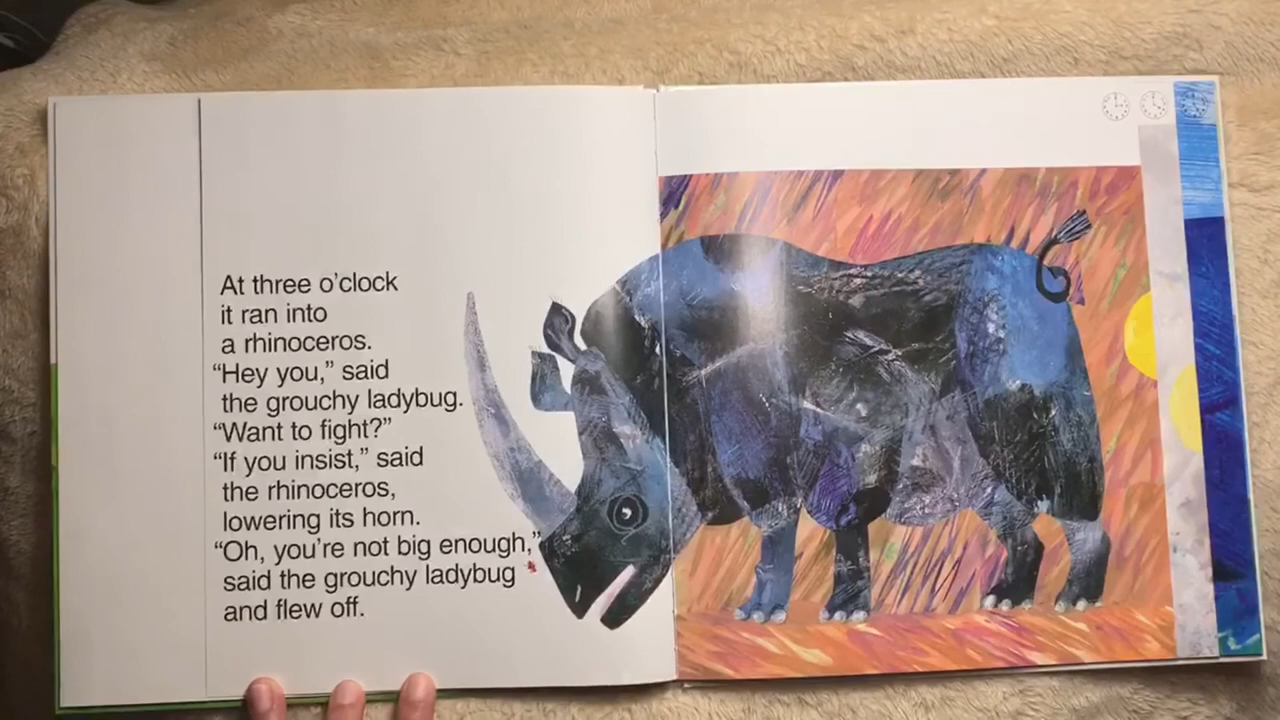 At three o'clock
it ran into
a rhinoceros.
“Hey you,” said
the grouchy ladybug.
“Want to fight?”
“If you insist,” said
the rhinoceros,
lowering its horn.
“Oh, you're not big enough,”
said the grouchy ladybug
and flew off.